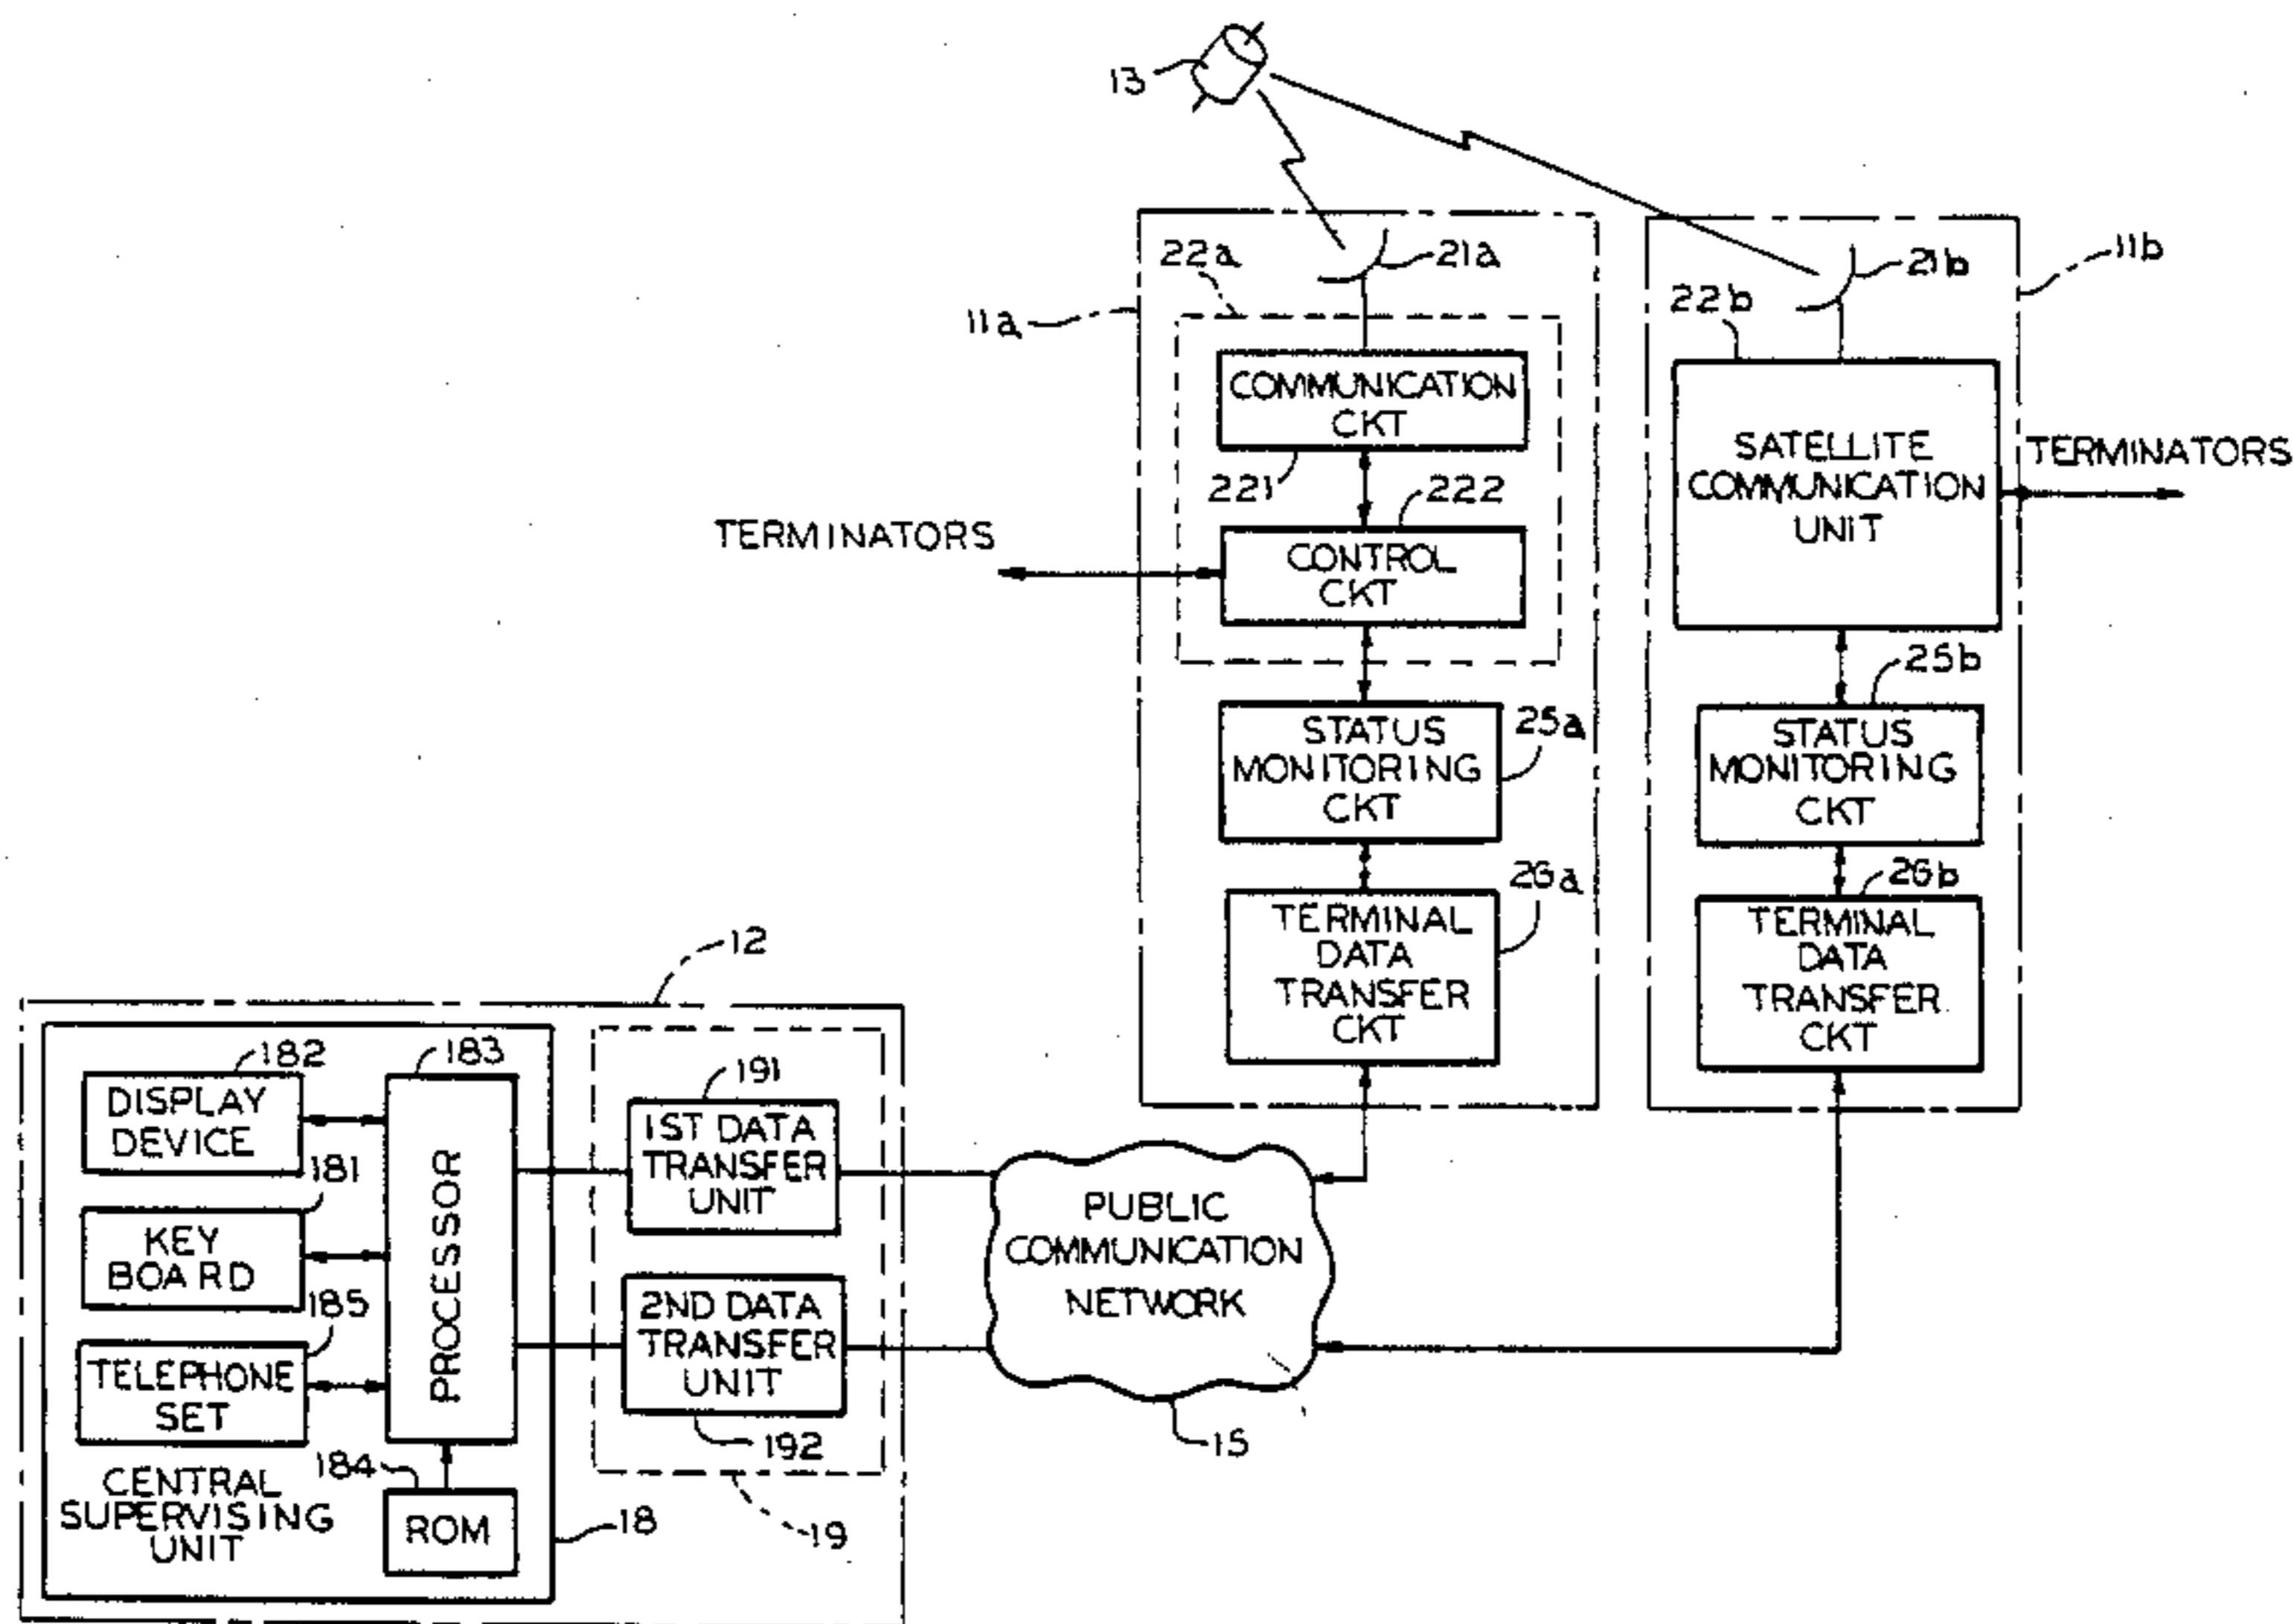 13
11a
22a
21a
COMMUNICATION
CKT
221
222
TERMINATORS
CONTROL
CKT
STATUS
MONITORING
CKT
25a
TERMINAL
DATA
TRANSFER
CKT
26a
11b
21b
22b
SATELLITE
COMMUNICATION
UNIT
TERMINATORS
25b
STATUS
MONITORING
CKT
26b
TERMINAL
DATA
TRANSFER
CKT
12
182
183
DISPLAY
DEVICE
181
KEY
BOARD
185
TELEPHONE
SET
PROCESSOR
184
ROM
CENTRAL
SUPERVISING
UNIT
18
191
1ST DATA
TRANSFER
UNIT
2ND DATA
TRANSFER
UNIT
192
19
PUBLIC
COMMUNICATION
NETWORK
15